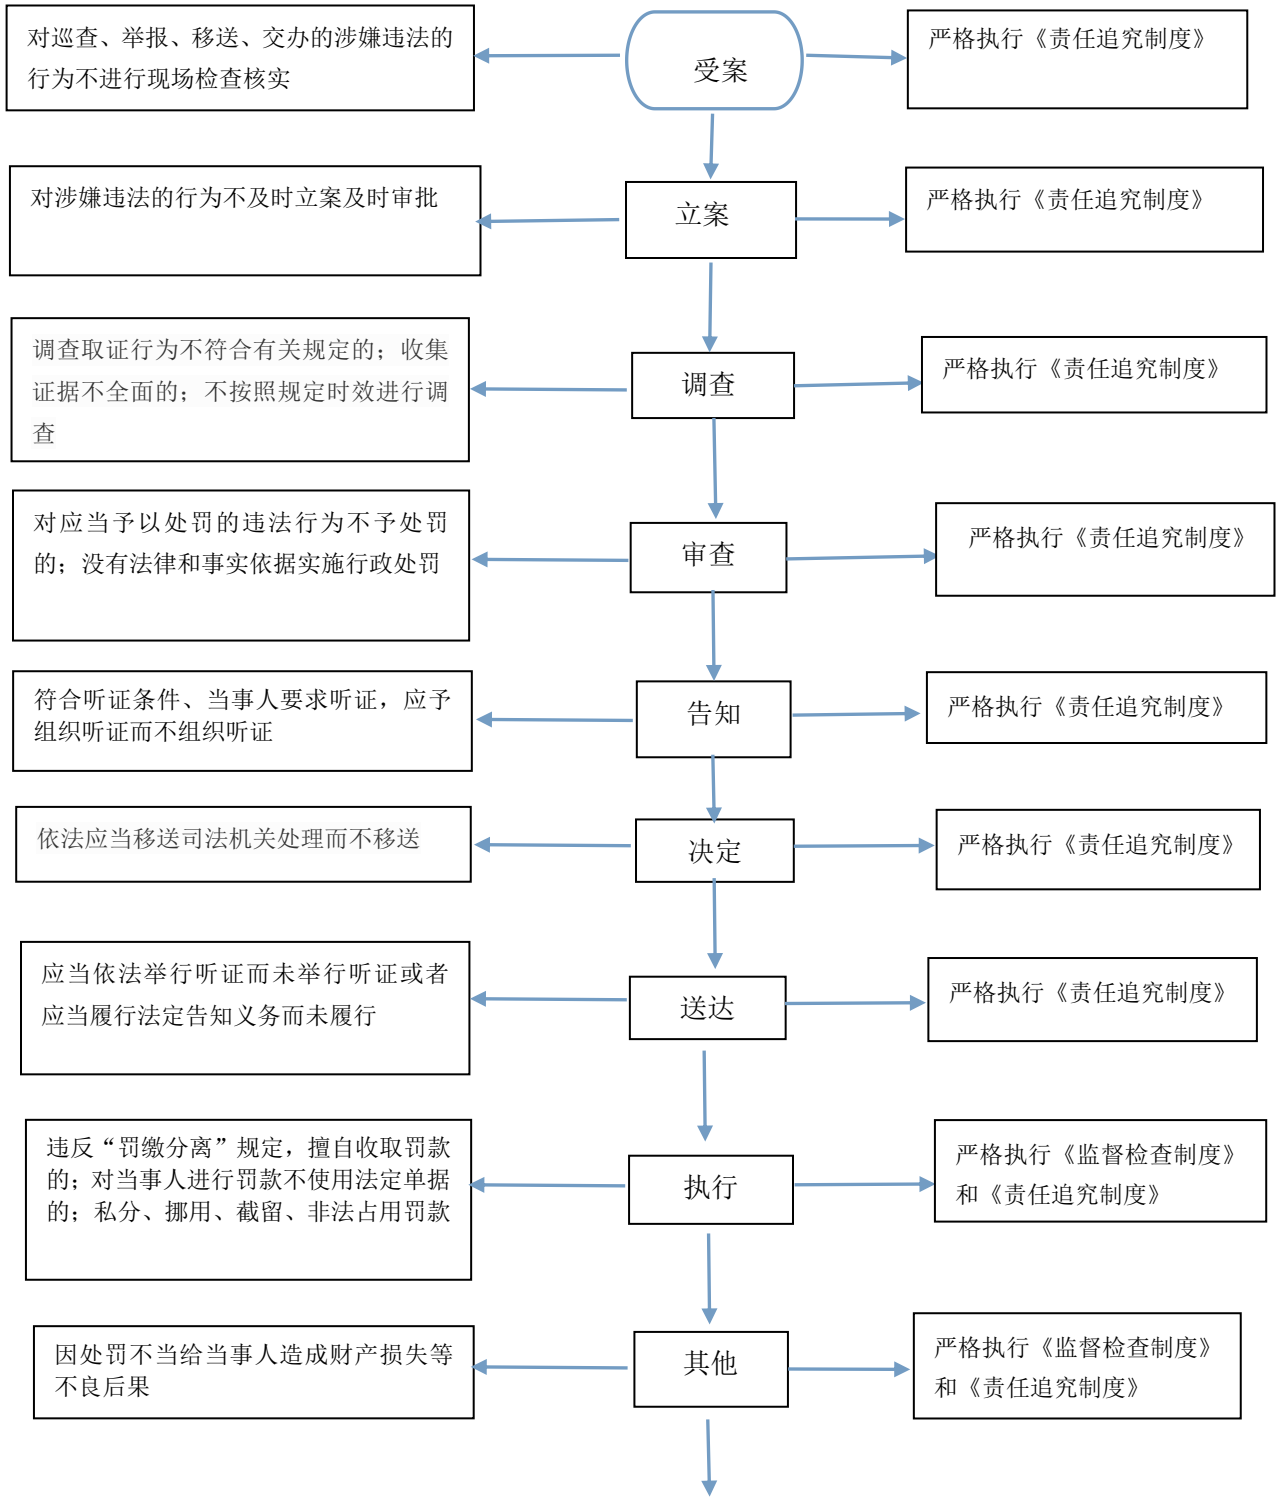 对巡查、举报、移送、交办的涉嫌违法的
行为不进行现场检查核实
受案
严格执行《责任追究制度》
对涉嫌违法的行为不及时立案及时审批
立案
严格执行《责任追究制度》
调查取证行为不符合有关规定的；收集
证据不全面的；不按照规定时效进行调
查
调查
严格执行《责任追究制度》
对应当予以处罚的违法行为不予处罚
的；没有法律和事实依据实施行政处罚
审查
严格执行《责任追究制度》
符合听证条件、当事人要求听证，应予
组织听证而不组织听证
告知
严格执行《责任追究制度》
依法应当移送司法机关处理而不移送
决定
严格执行《责任追究制度》
应当依法举行听证而未举行听证或者
应当履行法定告知义务而未履行
送达
严格执行《责任追究制度》
违反“罚缴分离”规定，擅自收取罚款
的；对当事人进行罚款不使用法定单据
的；私分、挪用、截留、非法占用罚款
执行
严格执行《监督检查制度》
和《责任追究制度》
因处罚不当给当事人造成财产损失等
不良后果
其他
严格执行《监督检查制度》
和《责任追究制度》